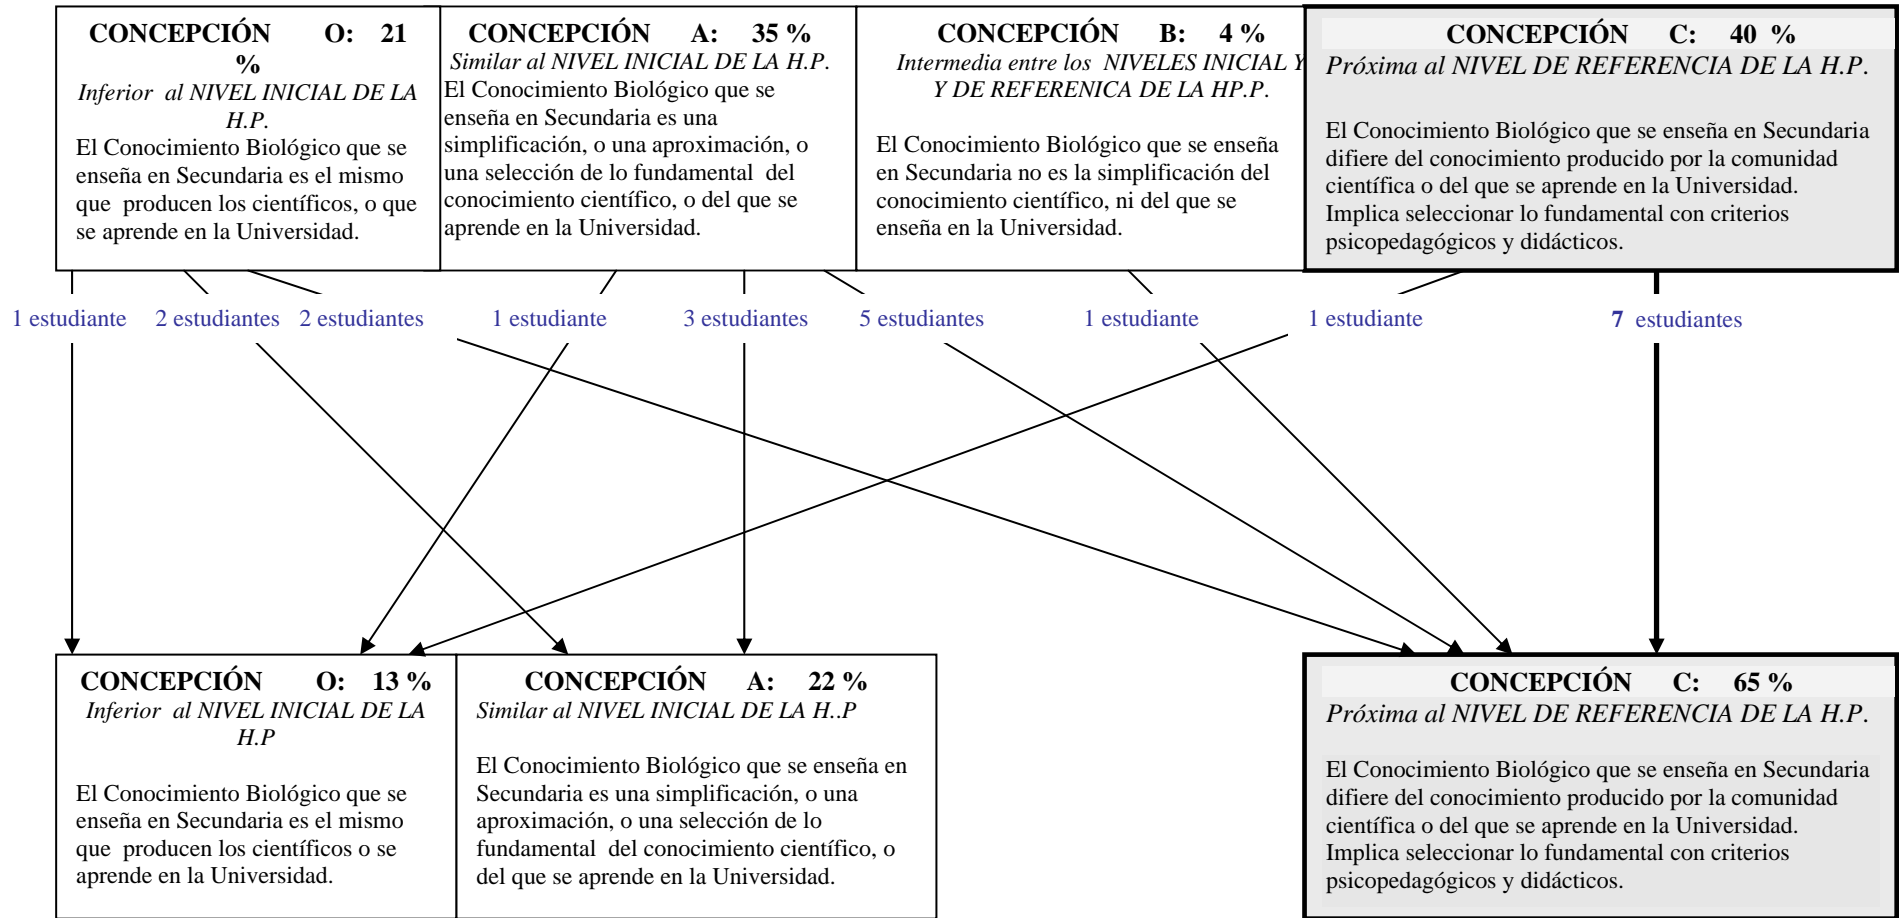 CONCEPCIÓN O: 21
%
Inferior al NIVEL INICIAL DE LA
H.P.
El Conocimiento Biológico que se
enseña en Secundaria es el mismo
que producen los científicos, o que
se aprende en la Universidad.
CONCEPCIÓN A: 35 %
Similar al NIVEL INICIAL DE LA H.P.
El Conocimiento Biológico que se
enseña en Secundaria es una
simplificación, o una aproximación, o
una selección de lo fundamental del
conocimiento científico, o del que se
aprende en la Universidad.
CONCEPCIÓN B: 4 %
Intermedia entre los NIVELES INICIAL Y
Y DE REFERENICA DE LA HP.P.
El Conocimiento Biológico que se enseña
en Secundaria no es la simplificación del
conocimiento científico, ni del que se
enseña en la Universidad.
CONCEPCIÓN C: 40 %
Próxima al NIVEL DE REFERENCIA DE LA H.P.
El Conocimiento Biológico que se enseña en Secundaria
difiere del conocimiento producido por la comunidad
científica o del que se aprende en la Universidad.
Implica seleccionar lo fundamental con criterios
psicopedagógicos y didácticos.
1 estudiante
2 estudiantes
2 estudiantes
1 estudiante
3 estudiantes
5 estudiantes
1 estudiante
1 estudiante
7 estudiantes
CONCEPCIÓN O: 13 %
Inferior al NIVEL INICIAL DE LA
H.P
El Conocimiento Biológico que se
enseña en Secundaria es el mismo
que producen los científicos o se
aprende en la Universidad.
CONCEPCIÓN A: 22 %
Similar al NIVEL INICIAL DE LA H..P
El Conocimiento Biológico que se enseña en
Secundaria es una simplificación, o una
aproximación, o una selección de lo
fundamental del conocimiento científico, o
del que se aprende en la Universidad.
CONCEPCIÓN C: 65 %
Próxima al NIVEL DE REFERENCIA DE LA H.P.
El Conocimiento Biológico que se enseña en Secundaria
difiere del conocimiento producido por la comunidad
científica o del que se aprende en la Universidad.
Implica seleccionar lo fundamental con criterios
psicopedagógicos y didácticos.